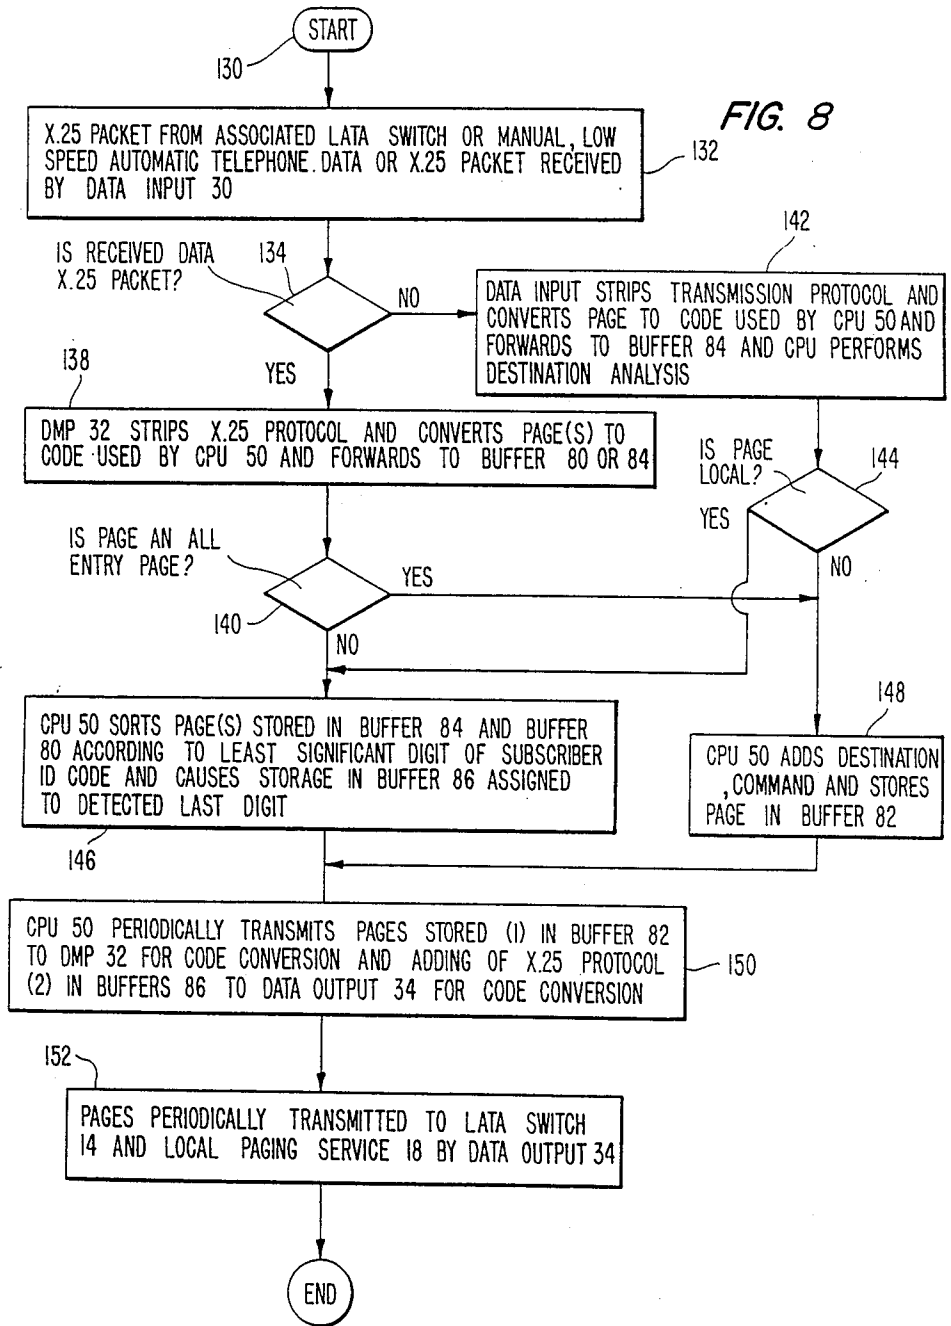 START
130
FIG. 8
X.25 PACKET FROM ASSOCIATED LATA SWITCH OR MANUAL, LOW
SPEED AUTOMATIC TELEPHONE. DATA OR X.25 PACKET RECEIVED
BY DATA INPUT 30
132
IS RECEIVED DATA
X.25 PACKET?
134
NO
YES
142
DATA INPUT STRIPS TRANSMISSION PROTOCOL AND
CONVERTS PAGE TO CODE USED BY CPU 50 AND
FORWARDS TO BUFFER 84 AND CPU PERFORMS
DESTINATION ANALYSIS
138
DMP 32 STRIPS X.25 PROTOCOL AND CONVERTS PAGE(S) TO
CODE USED BY CPU 50 AND FORWARDS TO BUFFER 80 OR 84
IS PAGE
LOCAL?
144
YES
NO
IS PAGE AN ALL
ENTRY PAGE?
YES
140
NO
CPU 50 SORTS PAGE(S) STORED IN BUFFER 84 AND BUFFER
80 ACCORDING TO LEAST SIGNIFICANT DIGIT OF SUBSCRIBER
ID CODE AND CAUSES STORAGE IN BUFFER 86 ASSIGNED
TO DETECTED LAST DIGIT
146
148
CPU 50 ADDS DESTINATION
,COMMAND AND STORES
PAGE IN BUFFER 82
CPU 50 PERIODICALLY TRANSMITS PAGES STORED (1) IN BUFFER 82
TO DMP 32 FOR CODE CONVERSION AND ADDING OF X.25 PROTOCOL
(2) IN BUFFERS 86 TO DATA OUTPUT 34 FOR CODE CONVERSION
150
152
PAGES PERIODICALLY TRANSMITTED TO LATA SWITCH
14 AND LOCAL PAGING SERVICE 18 BY DATA OUTPUT 34
END